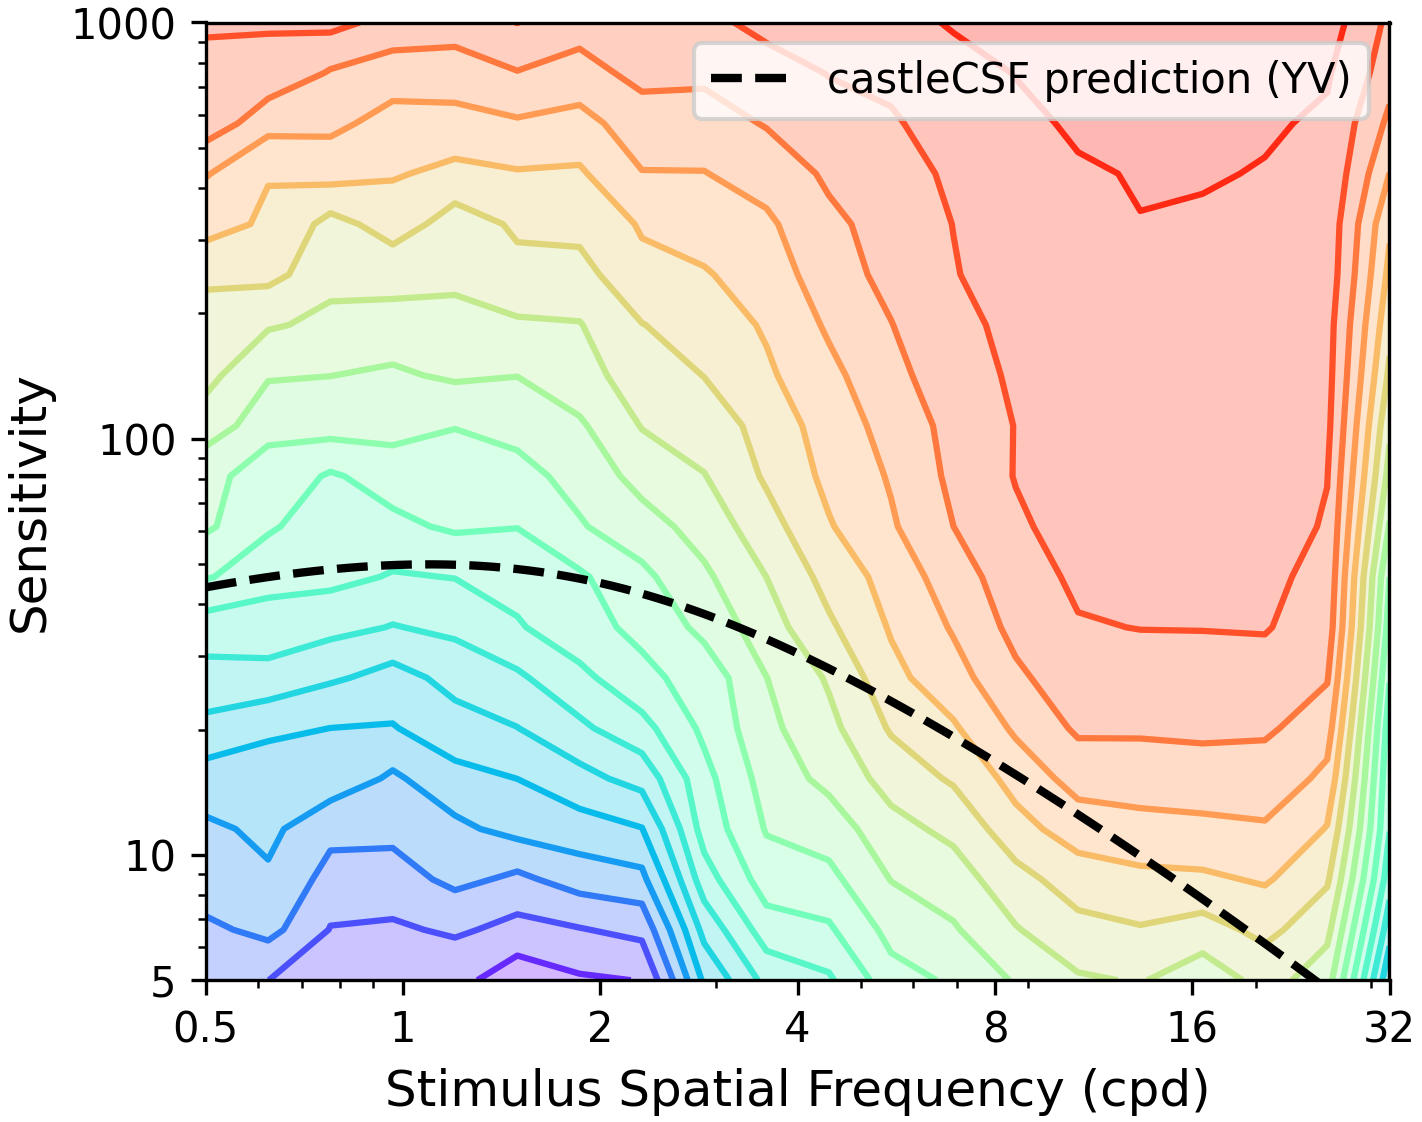 1000
castleCSF prediction (YV)
Sensitivity
100
10
5
0.5 1 2 4 8 16 32
Stimulus Spatial Frequency (cpd)